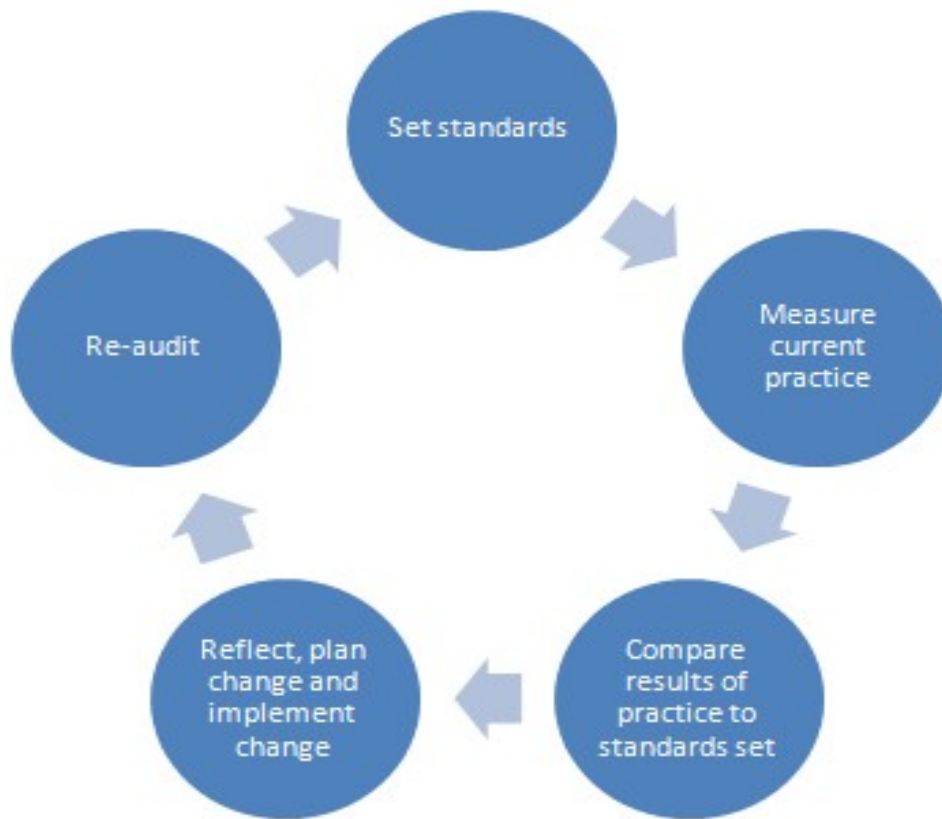 Set standards
Measure
current
practice
Compare
results of
practice to
standards set
Reflect, plan
change and
implement
change
Re-audit